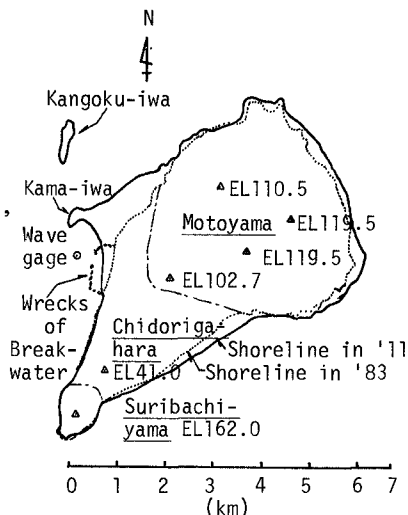 N
Kangoku-iwa
Kama-iwa
,
Wave
gage
Wrecks
of
Break-
water
EL110.5
Motoyama
EL119.5
EL119.5
EL102.7
Chidoriga-
hara
EL41.0
Shoreline in '11
Shoreline in '83
Suribachi-
yama EL162.0
0 1 2 3 4 5 6 7
(km)